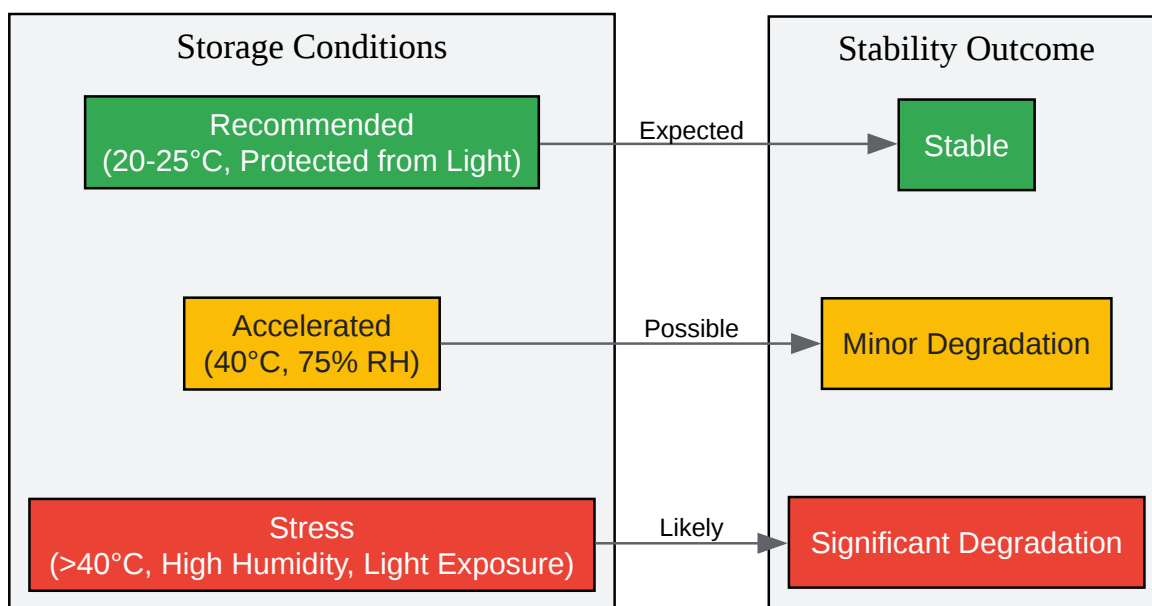 Storage Conditions
Stability Outcome
Recommended
(20-25°C, Protected from Light)
Expected
Stable
Accelerated
(40°C, 75% RH)
Possible
Minor Degradation
Stress
(>40°C, High Humidity, Light Exposure)
Likely
Significant Degradation